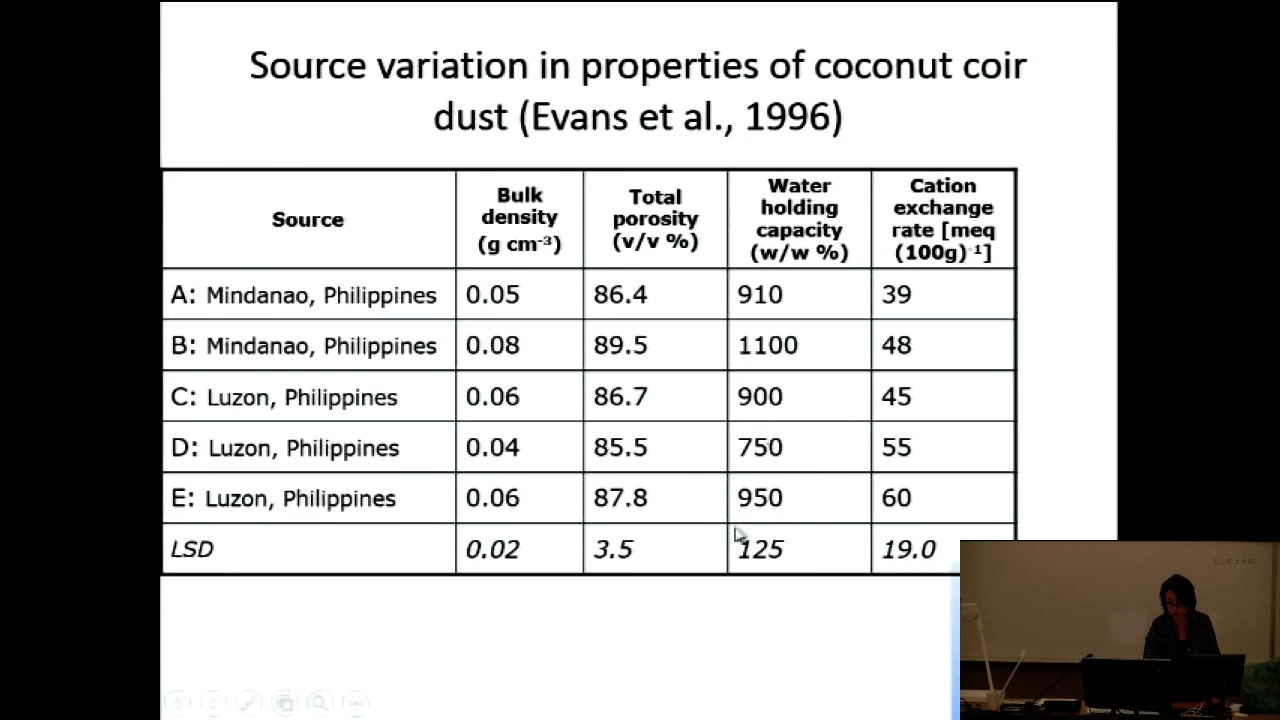 Source variation in properties of coconut coir
dust (Evans et al., 1996)
Source
Bulk
density
(g cm⁻³)
Total
porosity
(v/v %)
Water
holding
capacity
(w/w %)
Cation
exchange
rate [meq
(100g)⁻¹]
A: Mindanao, Philippines 0.05 86.4 910 39
B: Mindanao, Philippines 0.08 89.5 1100 48
C: Luzon, Philippines 0.06 86.7 900 45
D: Luzon, Philippines 0.04 85.5 750 55
E: Luzon, Philippines 0.06 87.8 950 60
LSD 0.02 3.5 125 19.0